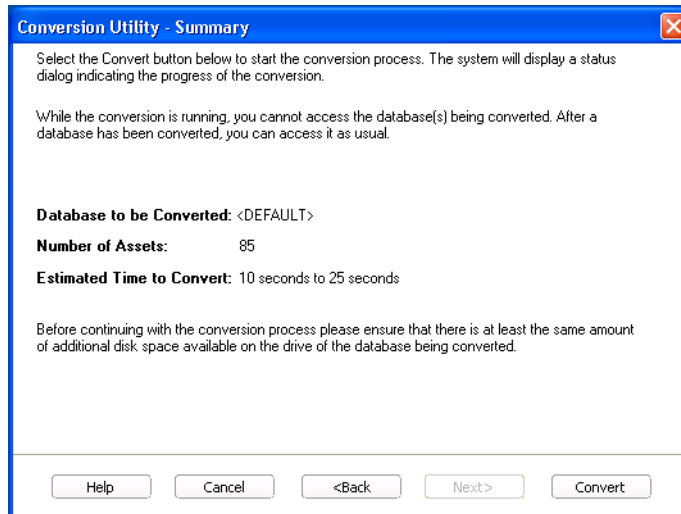 Conversion Utility - Summary
Select the Convert button below to start the conversion process. The system will display a status
dialog indicating the progress of the conversion.
While the conversion is running, you cannot access the database(s) being converted. After a
database has been converted, you can access it as usual.
Database to be Converted: <DEFAULT>
Number of Assets: 85
Estimated Time to Convert: 10 seconds to 25 seconds
Before continuing with the conversion process please ensure that there is at least the same amount
of additional disk space available on the drive of the database being converted.
Help Cancel <Back Next> Convert